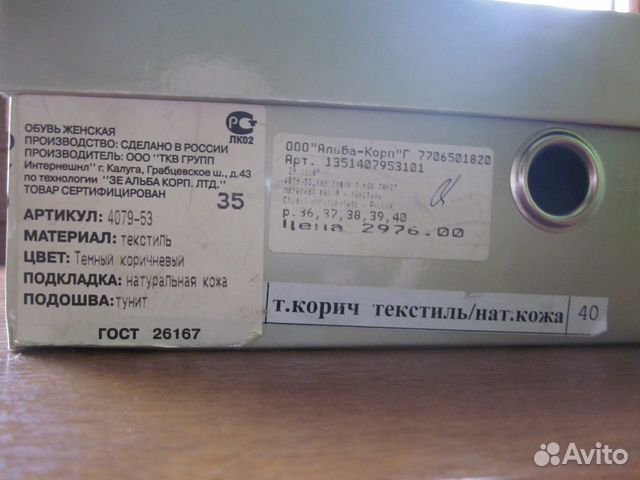 ОБУВЬ ЖЕНСКАЯ
ПРОИЗВОДСТВО: СДЕЛАНО В РОССИИ
ПРОИЗВОДИТЕЛЬ: ООО "ТКВ ГРУПП
Интернешнл" г. Калуга, Грабцевское ш., д.43
по технологии "ЗЕ АЛЬБА КОРП. ЛТД."
ТОВАР СЕРТИФИЦИРОВАН
35
РСТ
ЛК02
АРТИКУЛ: 4079-53
МАТЕРИАЛ: текстиль
ЦВЕТ: Темный коричневый
ПОДКЛАДКА: натуральная кожа
ПОДОШВА: тунит
ГОСТ 26167
ООО"Альба-Корп"Г 7706501820
Арт. 1351407953101
р.36,37,38,39,40
Цена 2976.00
т.корич текстиль/нат.кожа 40
Avito